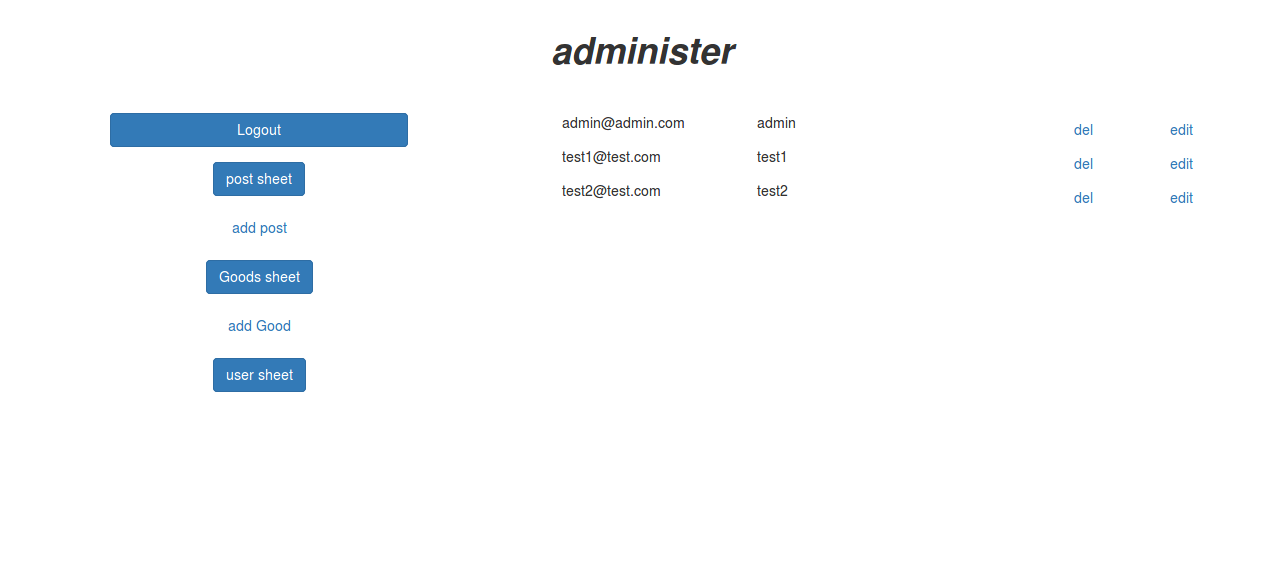 administer
Logout
post sheet
add post
Goods sheet
add Good
user sheet
admin@admin.com admin del edit
test1@test.com test1 del edit
test2@test.com test2 del edit